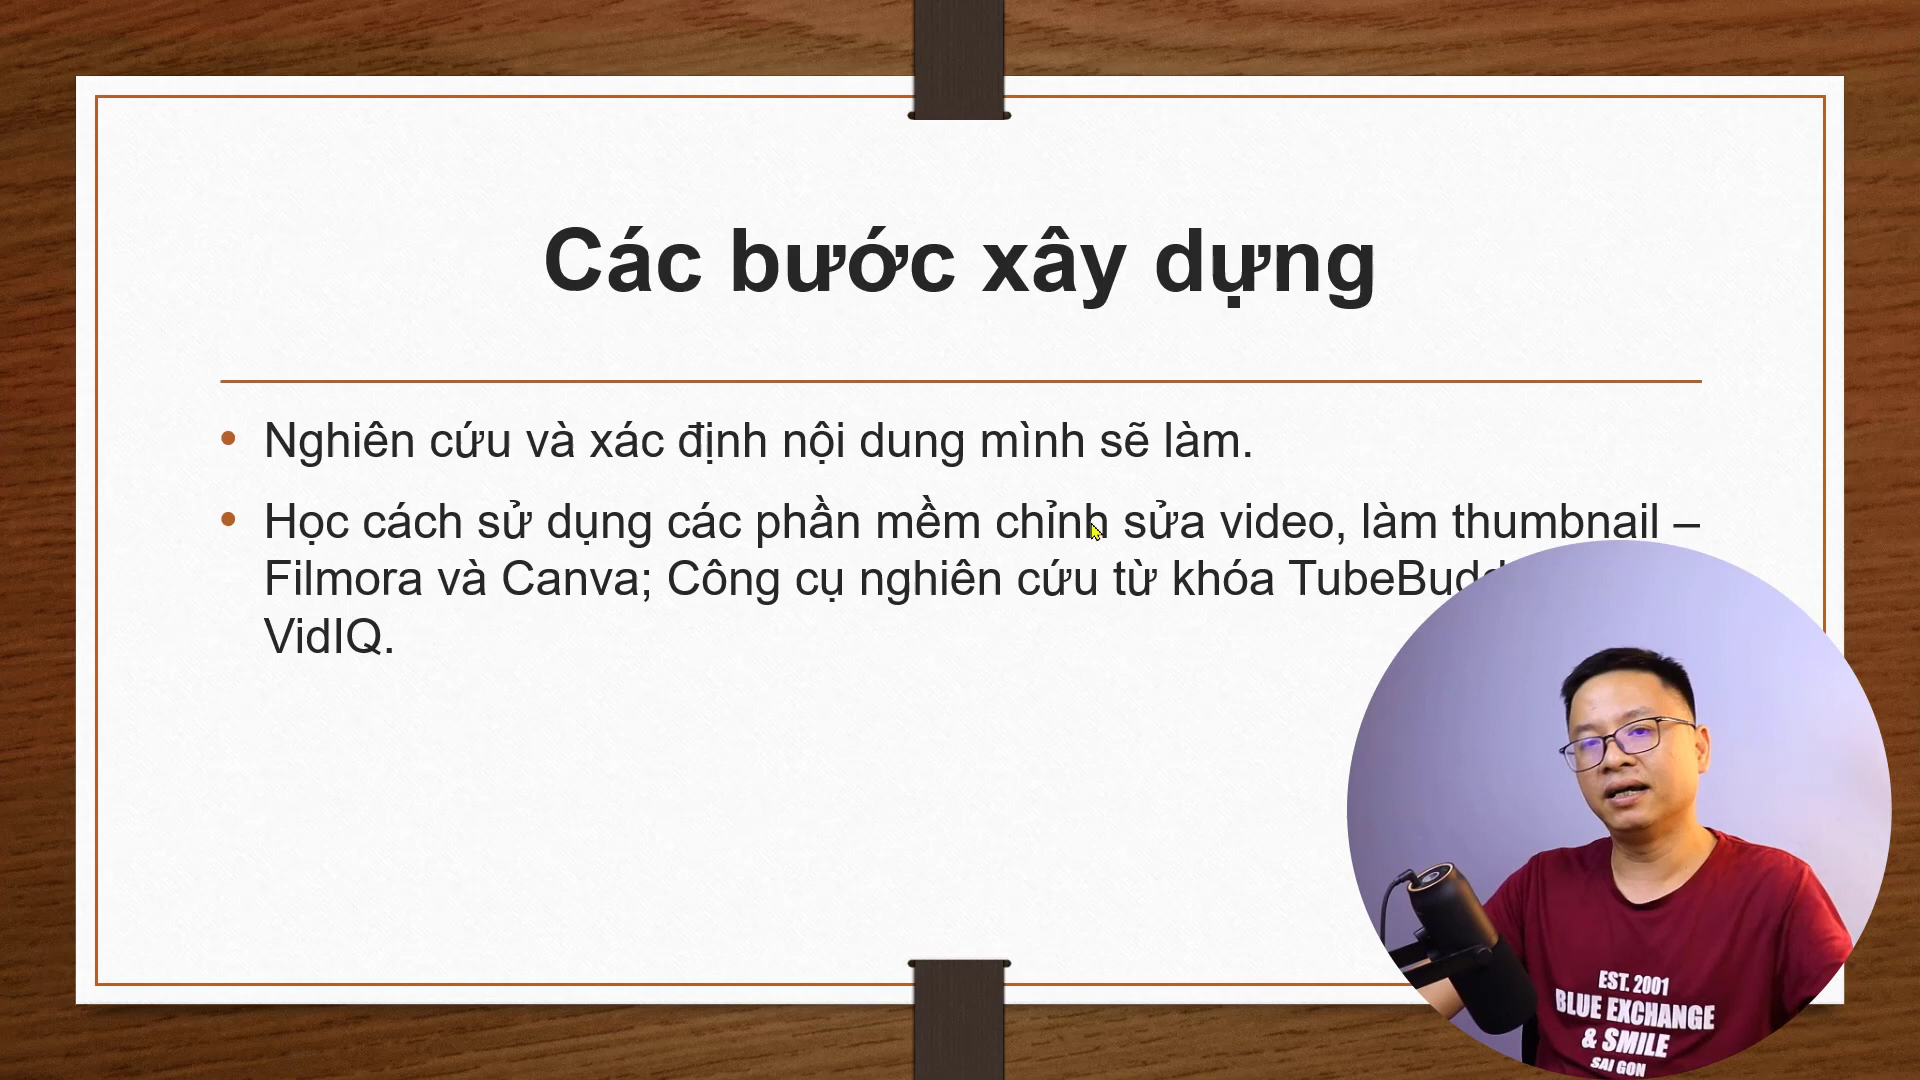 Các bước xây dựng
• Nghiên cứu và xác định nội dung mình sẽ làm.
• Học cách sử dụng các phần mềm chỉnh sửa video, làm thumbnail –
Filmora và Canva; Công cụ nghiên cứu từ khóa
VidIQ.
EST. 2001
BLUE EXCHANGE
& SMILE
SAI GON